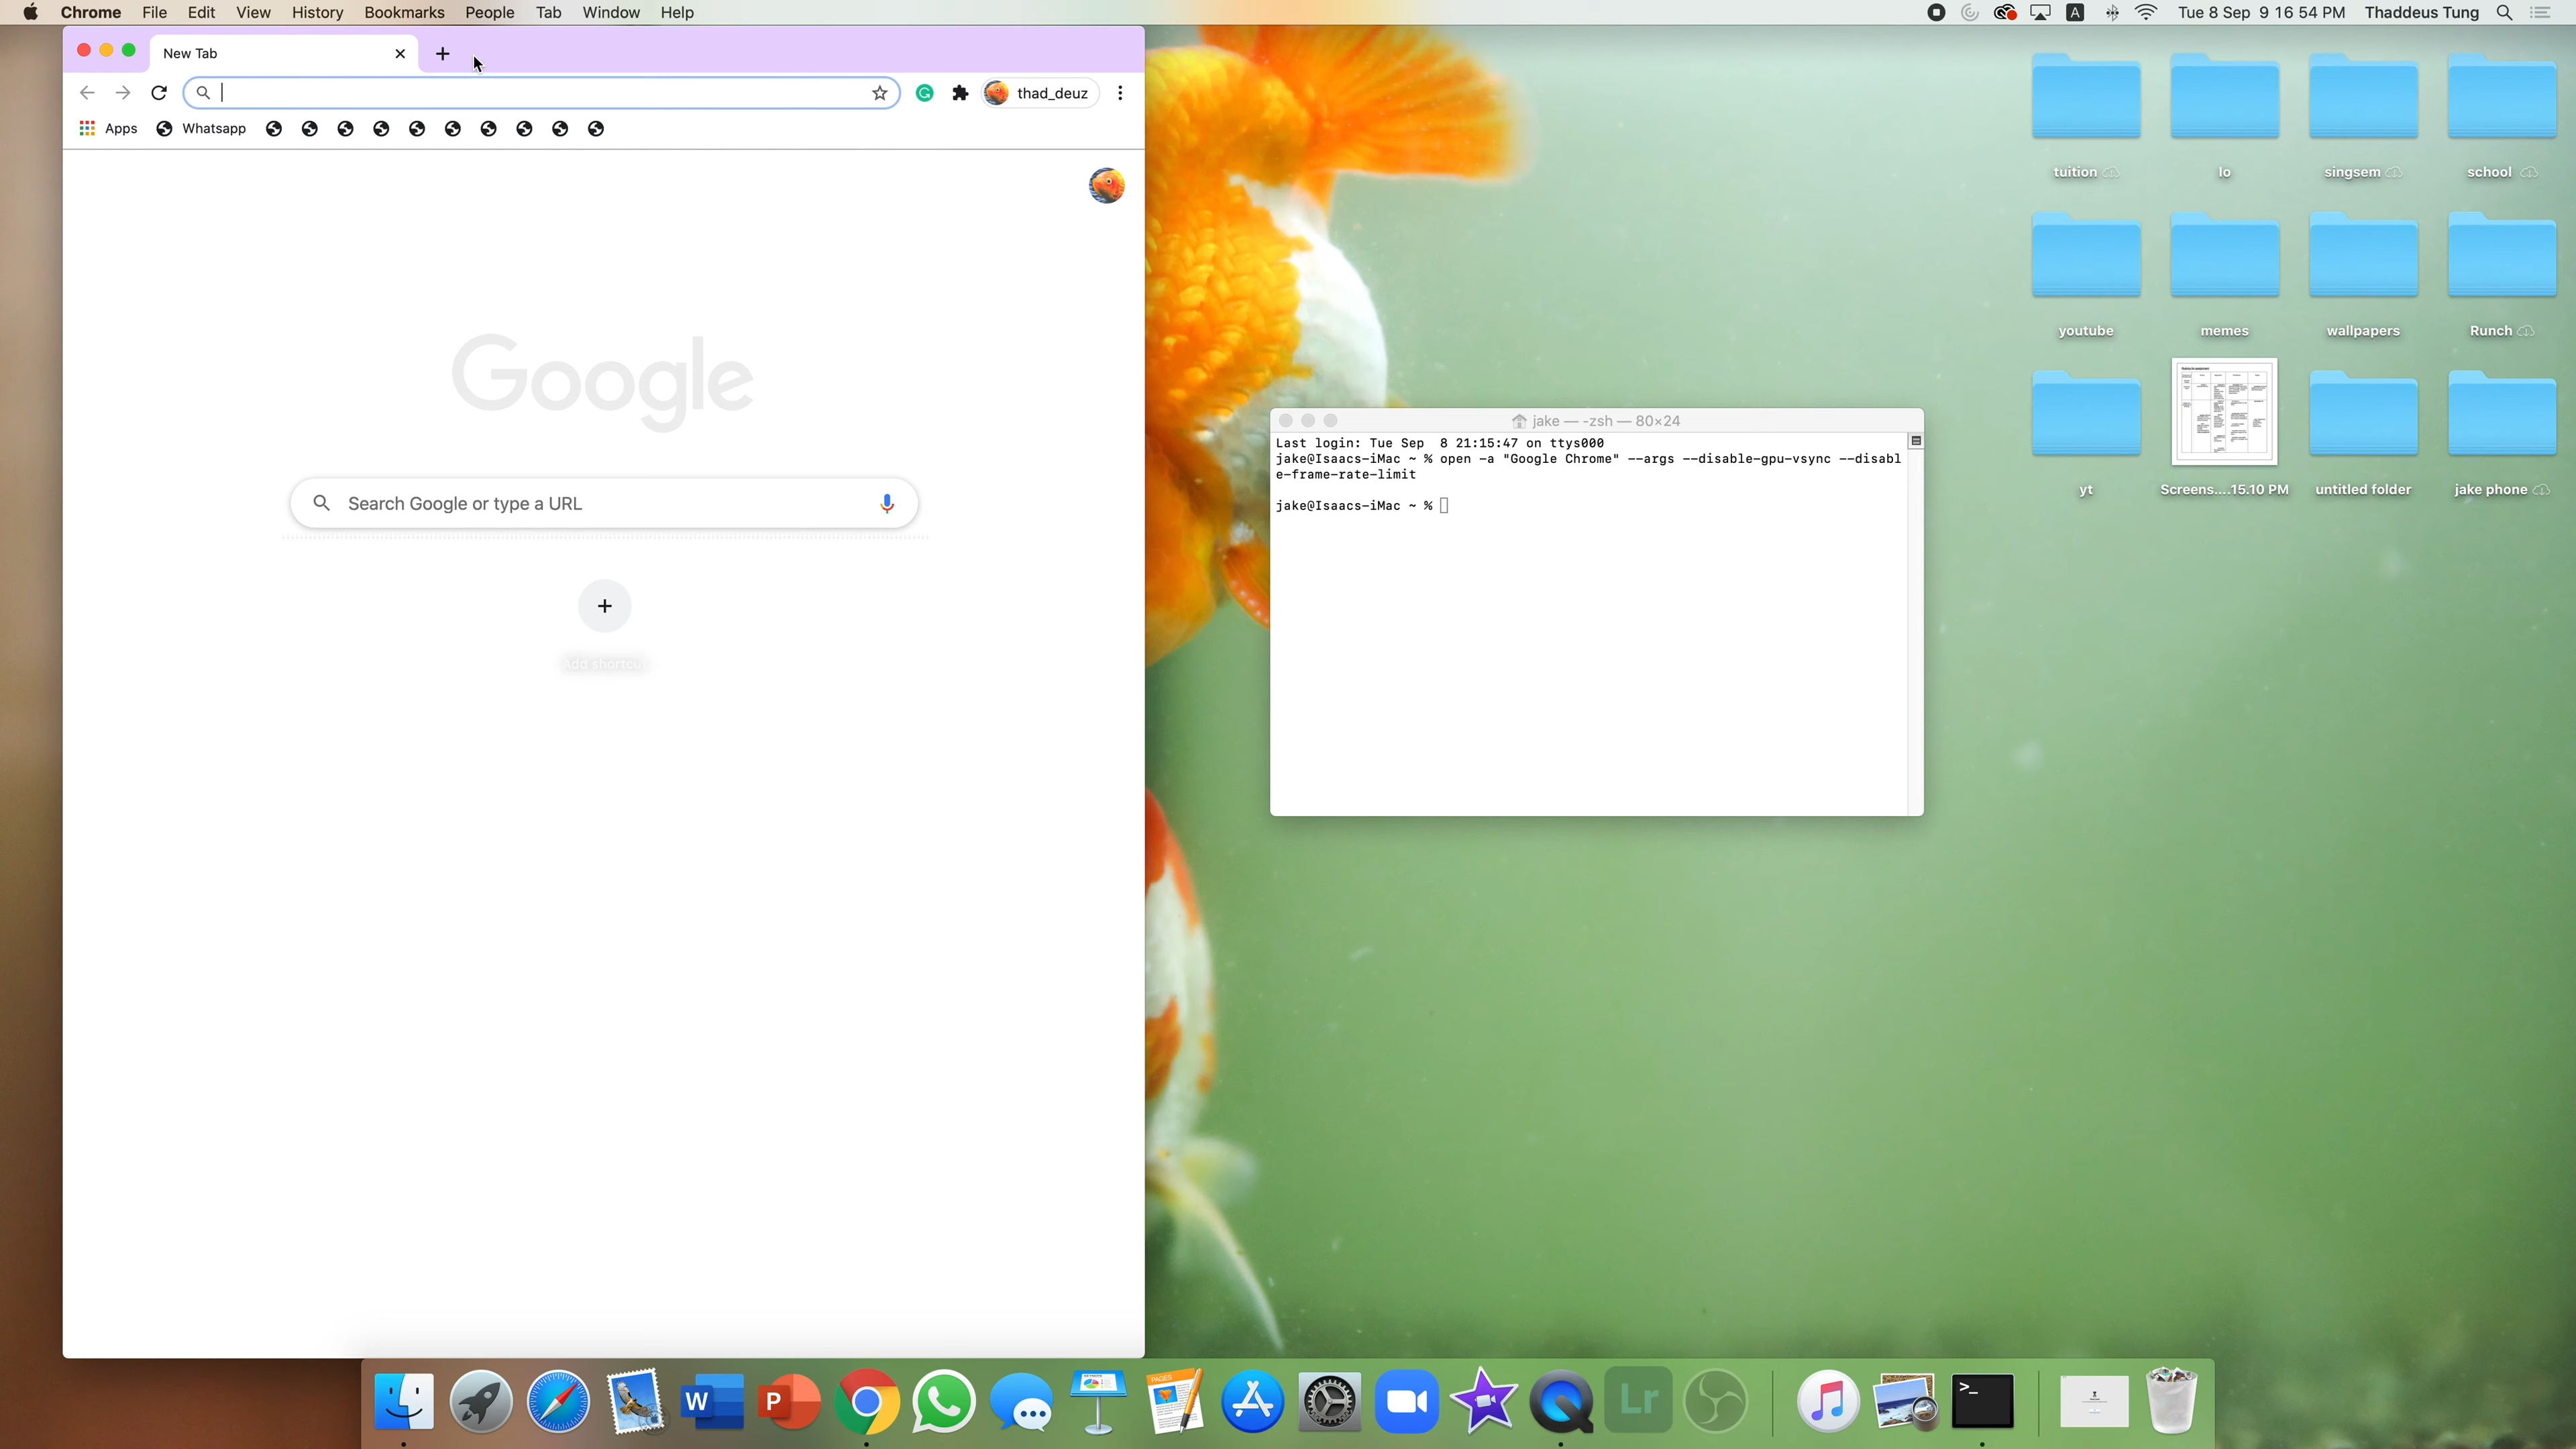 Chrome File Edit View History Bookmarks People Tab Window Help
A Tue 8 Sep 9 16 54 PM Thaddeus Tung
New Tab
thad_deuz
Apps Whatsapp
Google
Search Google or type a URL
Add shortcut
jake — -zsh — 80×24
Last login: Tue Sep  8 21:15:47 on ttys000
jake@Isaacs-iMac ~ % open -a "Google Chrome" --args --disable-gpu-vsync --disabl
e-frame-rate-limit
jake@Isaacs-iMac ~ %
tuition lo singsem school
youtube memes wallpapers Runch
yt Screens....15.10 PM untitled folder jake phone
W P PAGES Lr >_